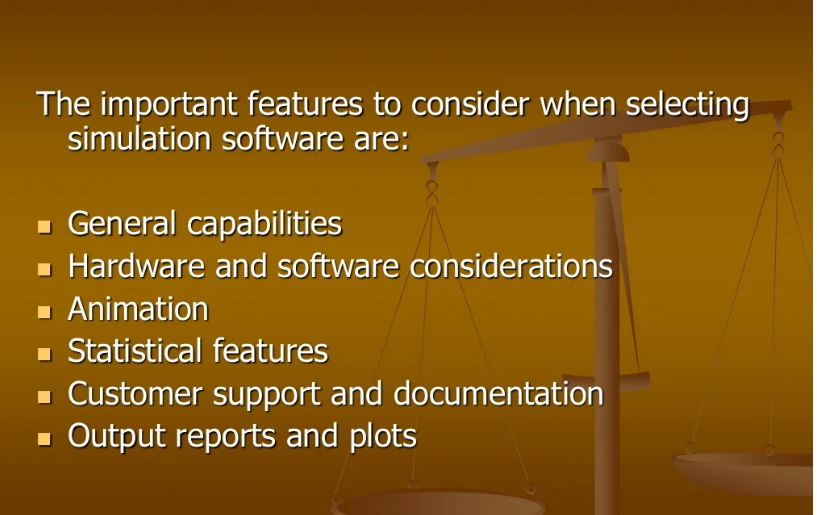 The important features to consider when selecting
simulation software are:
General capabilities
Hardware and software considerations
Animation
Statistical features
Customer support and documentation
Output reports and plots